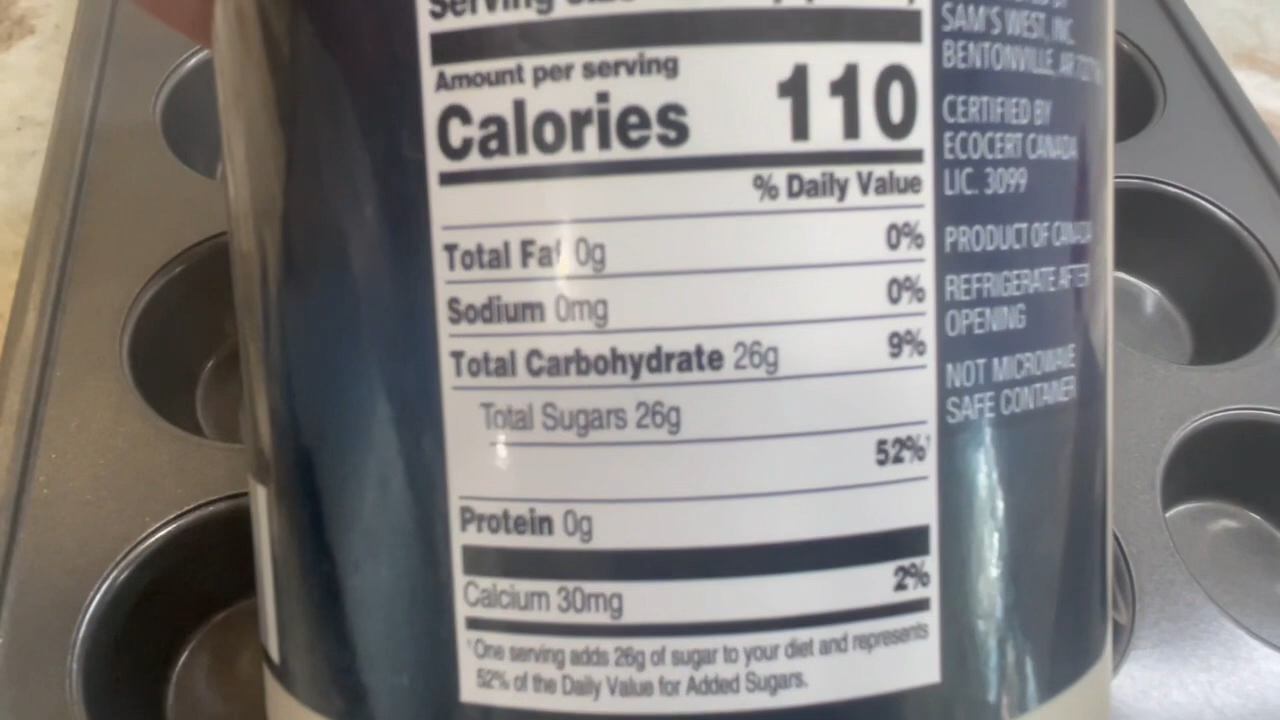 Serving
Amount per serving
Calories 110
% Daily Value
Total Fat 0g 0%
Sodium 0mg 0%
Total Carbohydrate 26g 9%
Total Sugars 26g
52%†
Protein 0g
Calcium 30mg 2%
†One serving adds 26g of sugar to your diet and represents
52% of the Daily Value for Added Sugars.
SAM'S WEST, INC.
BENTONVILLE, AR
CERTIFIED BY
ECOCERT CANADA
LIC. 3099
PRODUCT OF CANADA
REFRIGERATE AFTER
OPENING
NOT MICROWAVE
SAFE CONTAINER